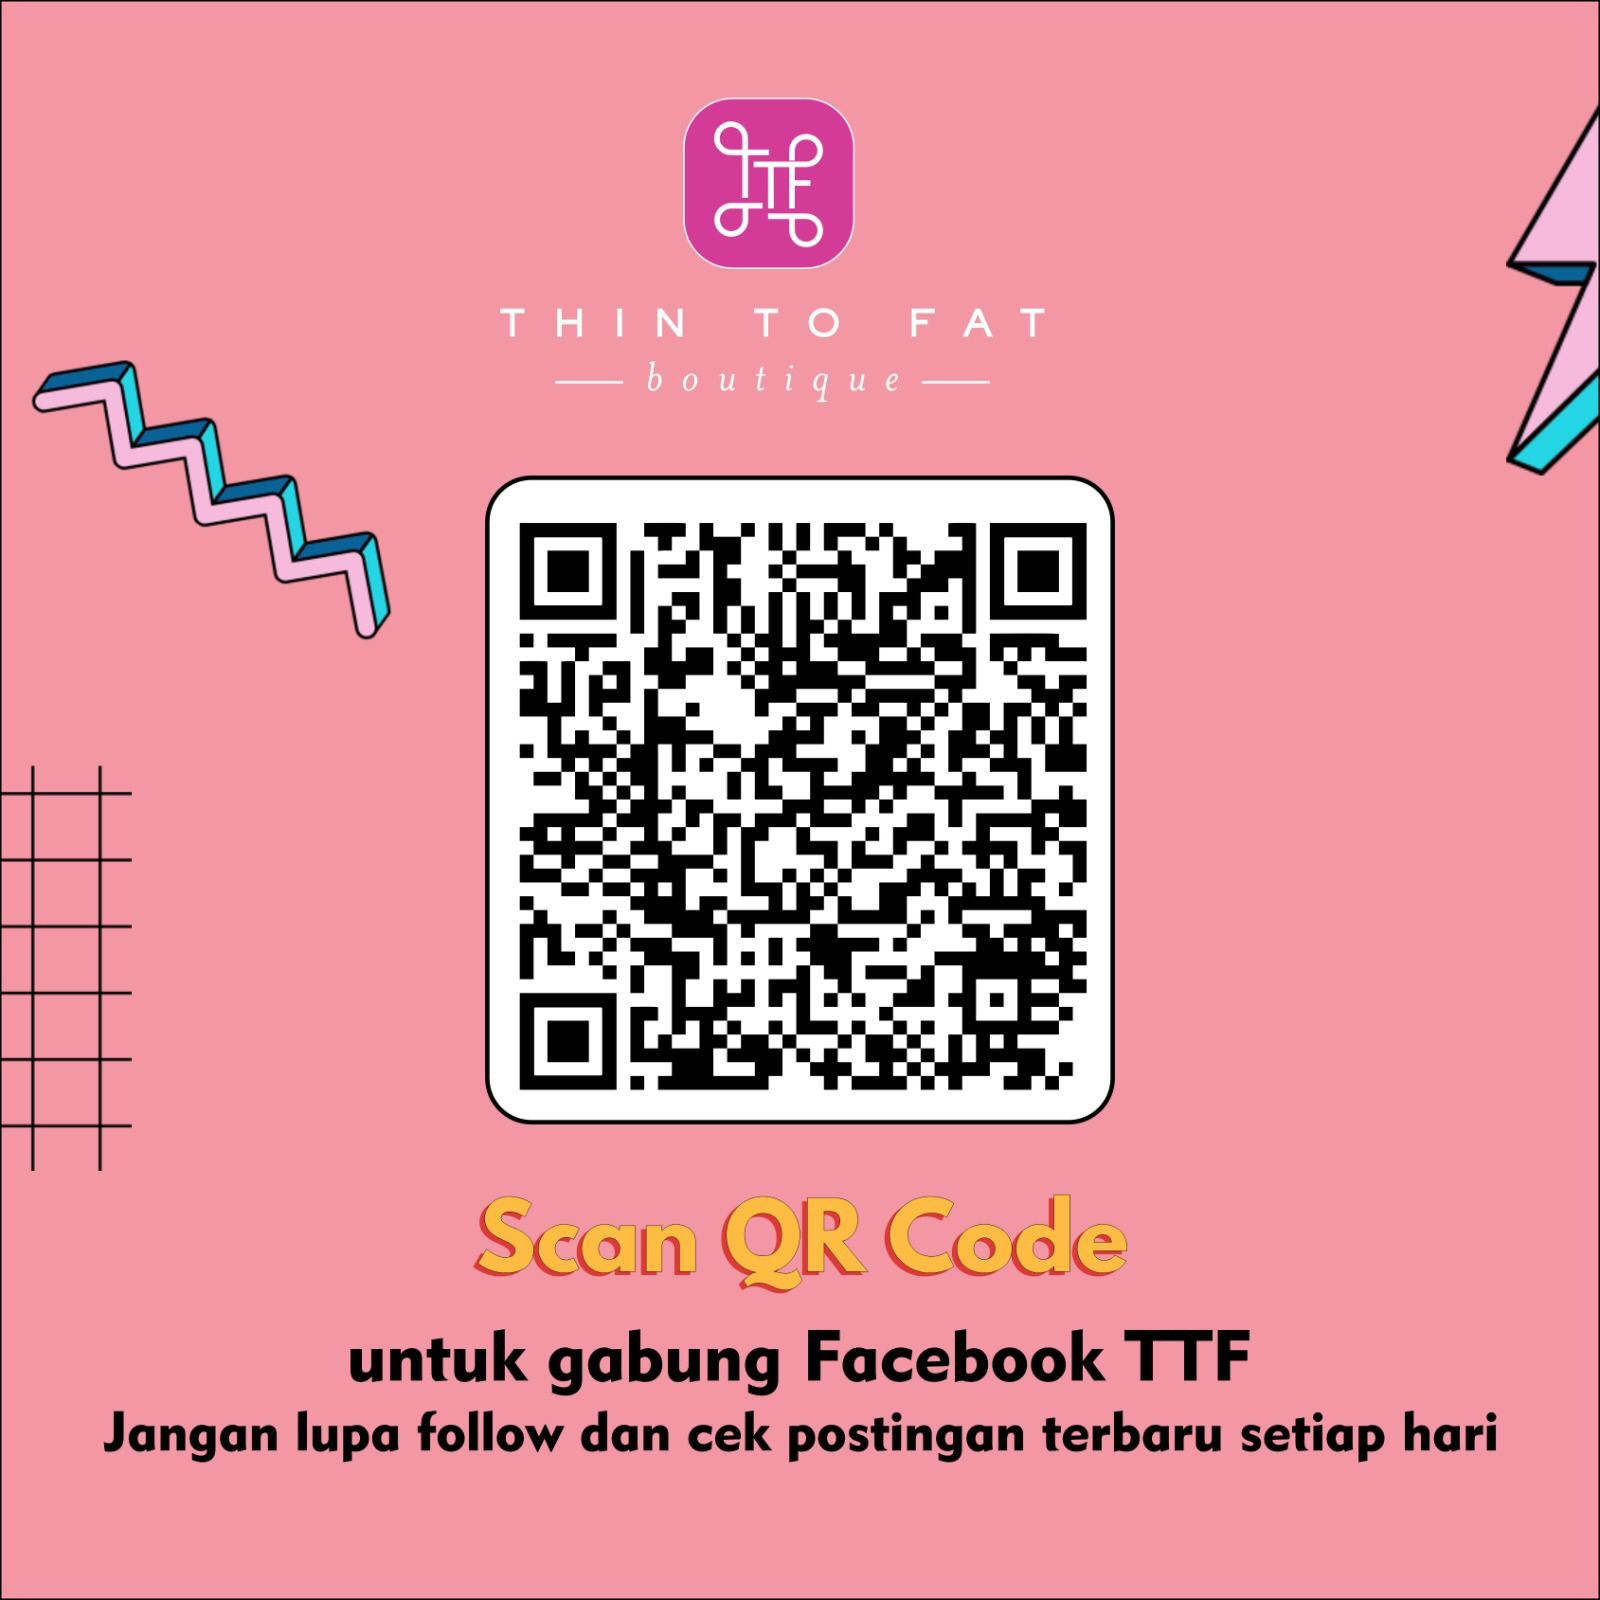 TTF
THIN TO FAT
boutique
Scan QR Code
untuk gabung Facebook TTF
Jangan lupa follow dan cek postingan terbaru setiap hari